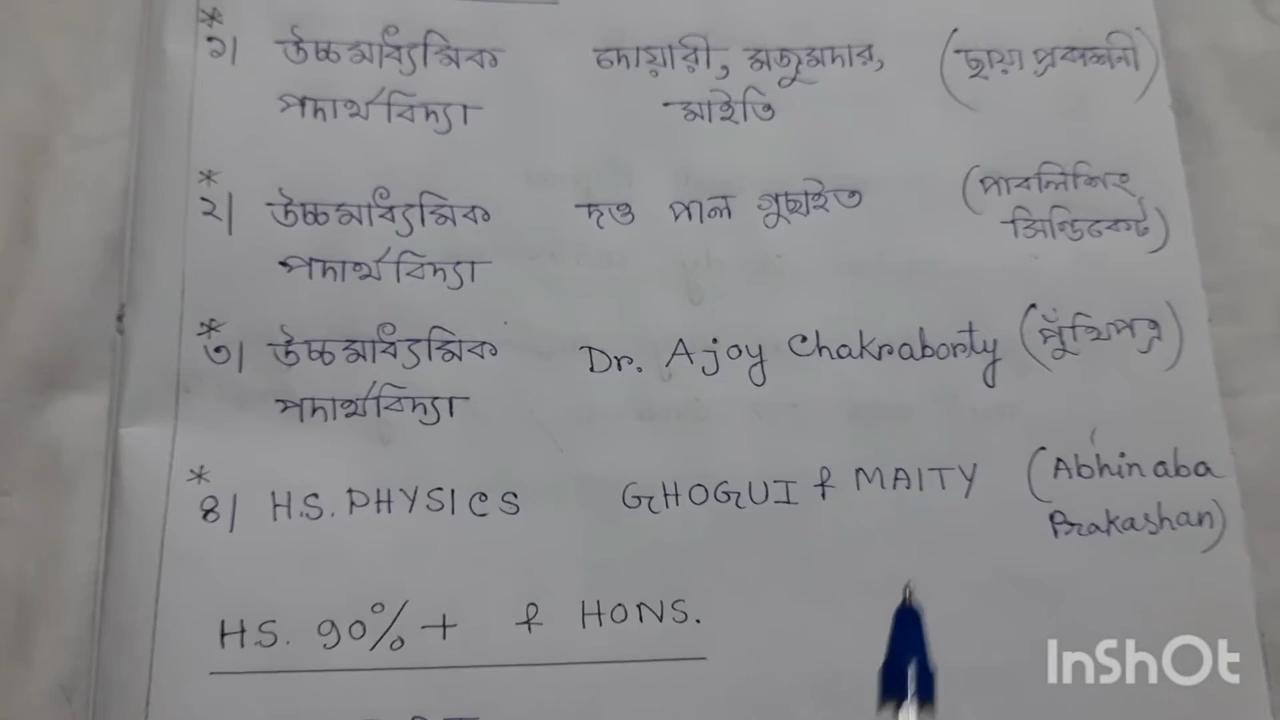 * ১| উচ্চমাধ্যমিক দোয়ারী, মজুমদার, (ছায়া প্রকাশনী)
পদার্থবিদ্যা মাইতি
* ২| উচ্চমাধ্যমিক দত্ত পাল গুছাইত (পাবলিশিং
পদার্থবিদ্যা সিন্ডিকেট)
* ৩| উচ্চমাধ্যমিক Dr. Ajoy Chakraborty (পুঁথিপত্র)
পদার্থবিদ্যা
* ৪| H.S. PHYSICS GHOGUI & MAITY (Abhinaba
Prakashan)
H.S. 90% + & HONS.
InShOt